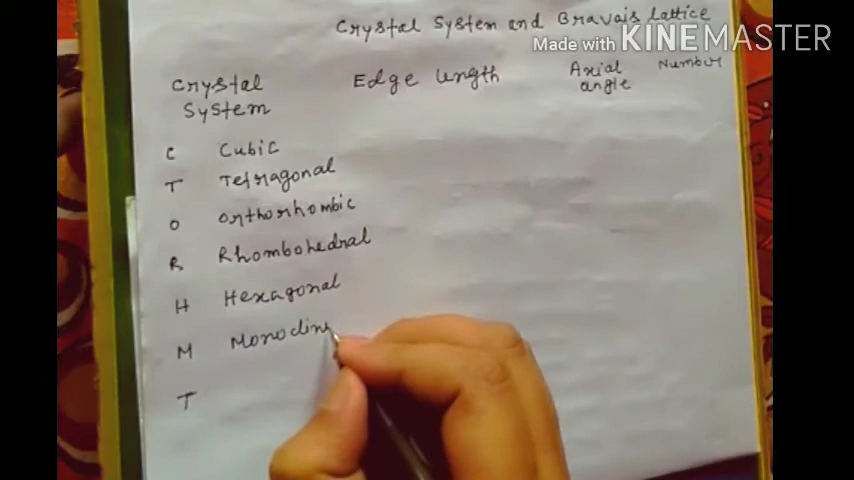 Crystal System and Bravais lattice
Made with KINEMASTER
Crystal System
Edge length
Axial angle
Number
C Cubic
T Tetragonal
O Orthorhombic
R Rhombohedral
H Hexagonal
M Monoclin
T